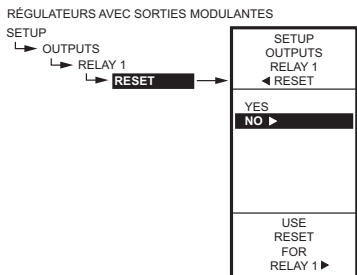 RÉGULATEURS AVEC SORTIES MODULANTES
SETUP
OUTPUTS
RELAY 1
RESET
SETUP
OUTPUTS
RELAY 1
◄ RESET
YES
NO ►
USE
RESET
FOR
RELAY 1 ►